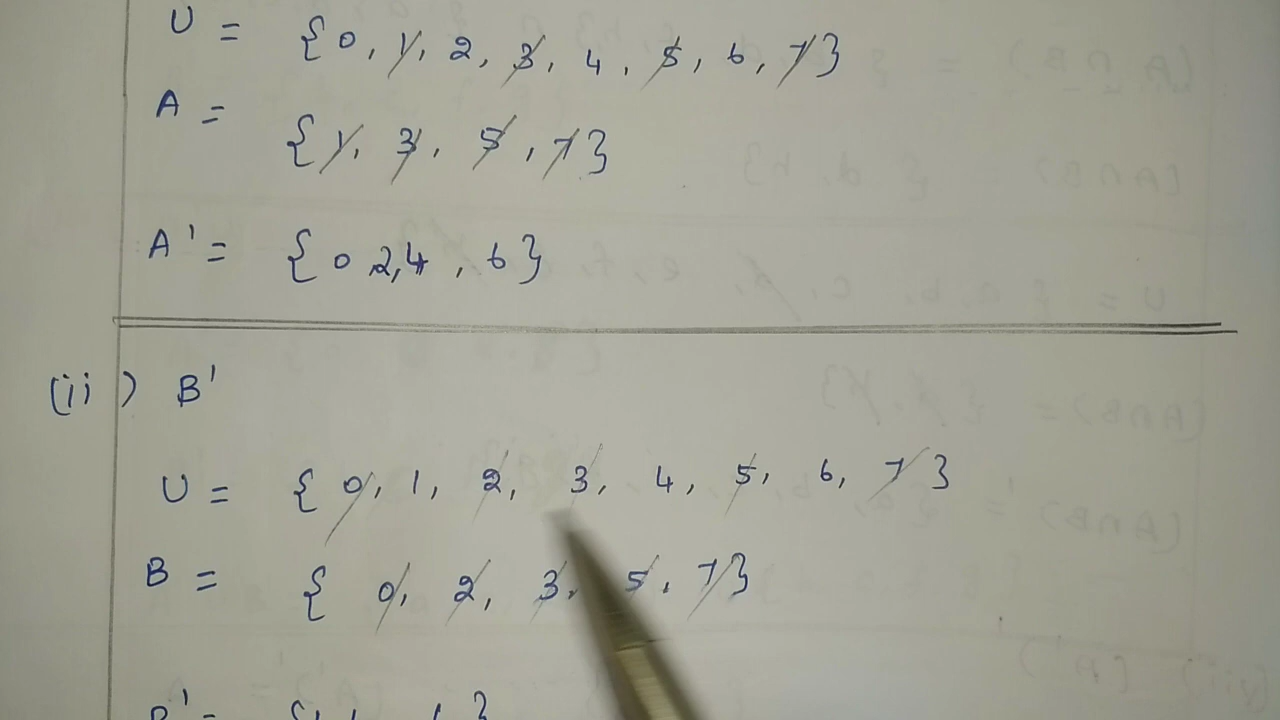 U = {0, 1, 2, 3, 4, 5, 6, 7}
A = {1, 3, 5, 7}
A' = {0 2,4, 6}
(ii) B'
U = {0, 1, 2, 3, 4, 5, 6, 7}
B = {0, 2, 3, 5, 7}